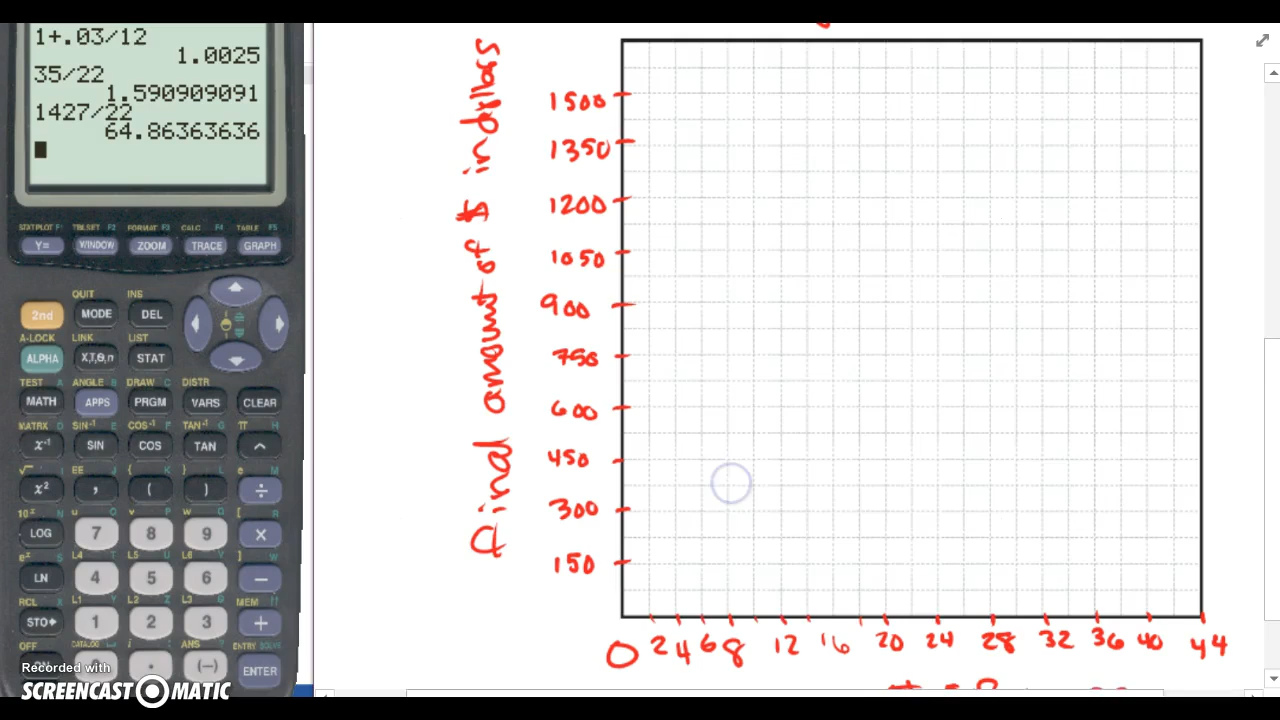 1+.03/12
1.0025
35/22
1.590909091
1427/22
64.86363636
STATPLOT F1 TBLSET F2 FORMAT F3 CALC F4 TABLE F5
Y= WINDOW ZOOM TRACE GRAPH
QUIT INS
2nd MODE DEL
A-LOCK LINK LIST
ALPHA X,T,Θ,n STAT
TEST A ANGLE B DRAW C DISTR
MATH APPS PRGM VARS CLEAR
MATRX D SIN⁻¹ E COS⁻¹ F TAN⁻¹ G π H
x⁻¹ SIN COS TAN ^
√ I EE J { K } L e M
x² , ( ) ÷
10ˣ N u O v P w Q [ R
LOG 7 8 9 ×
eˣ S L4 T L5 U L6 V ] W
LN 4 5 6 −
RCL X L1 Y L2 Z L3 θ MEM "
STO▸ 1 2 3 +
OFF CATALOG i : ANS ? ENTRY SOLVE
ON . (−) ENTER
Recorded with
SCREENCAST O MATIC
Final amount of $ in dollars
1500
1350
1200
1050
900
750
600
450
300
150
0 2 4 6 8 12 16 20 24 28 32 36 40 44